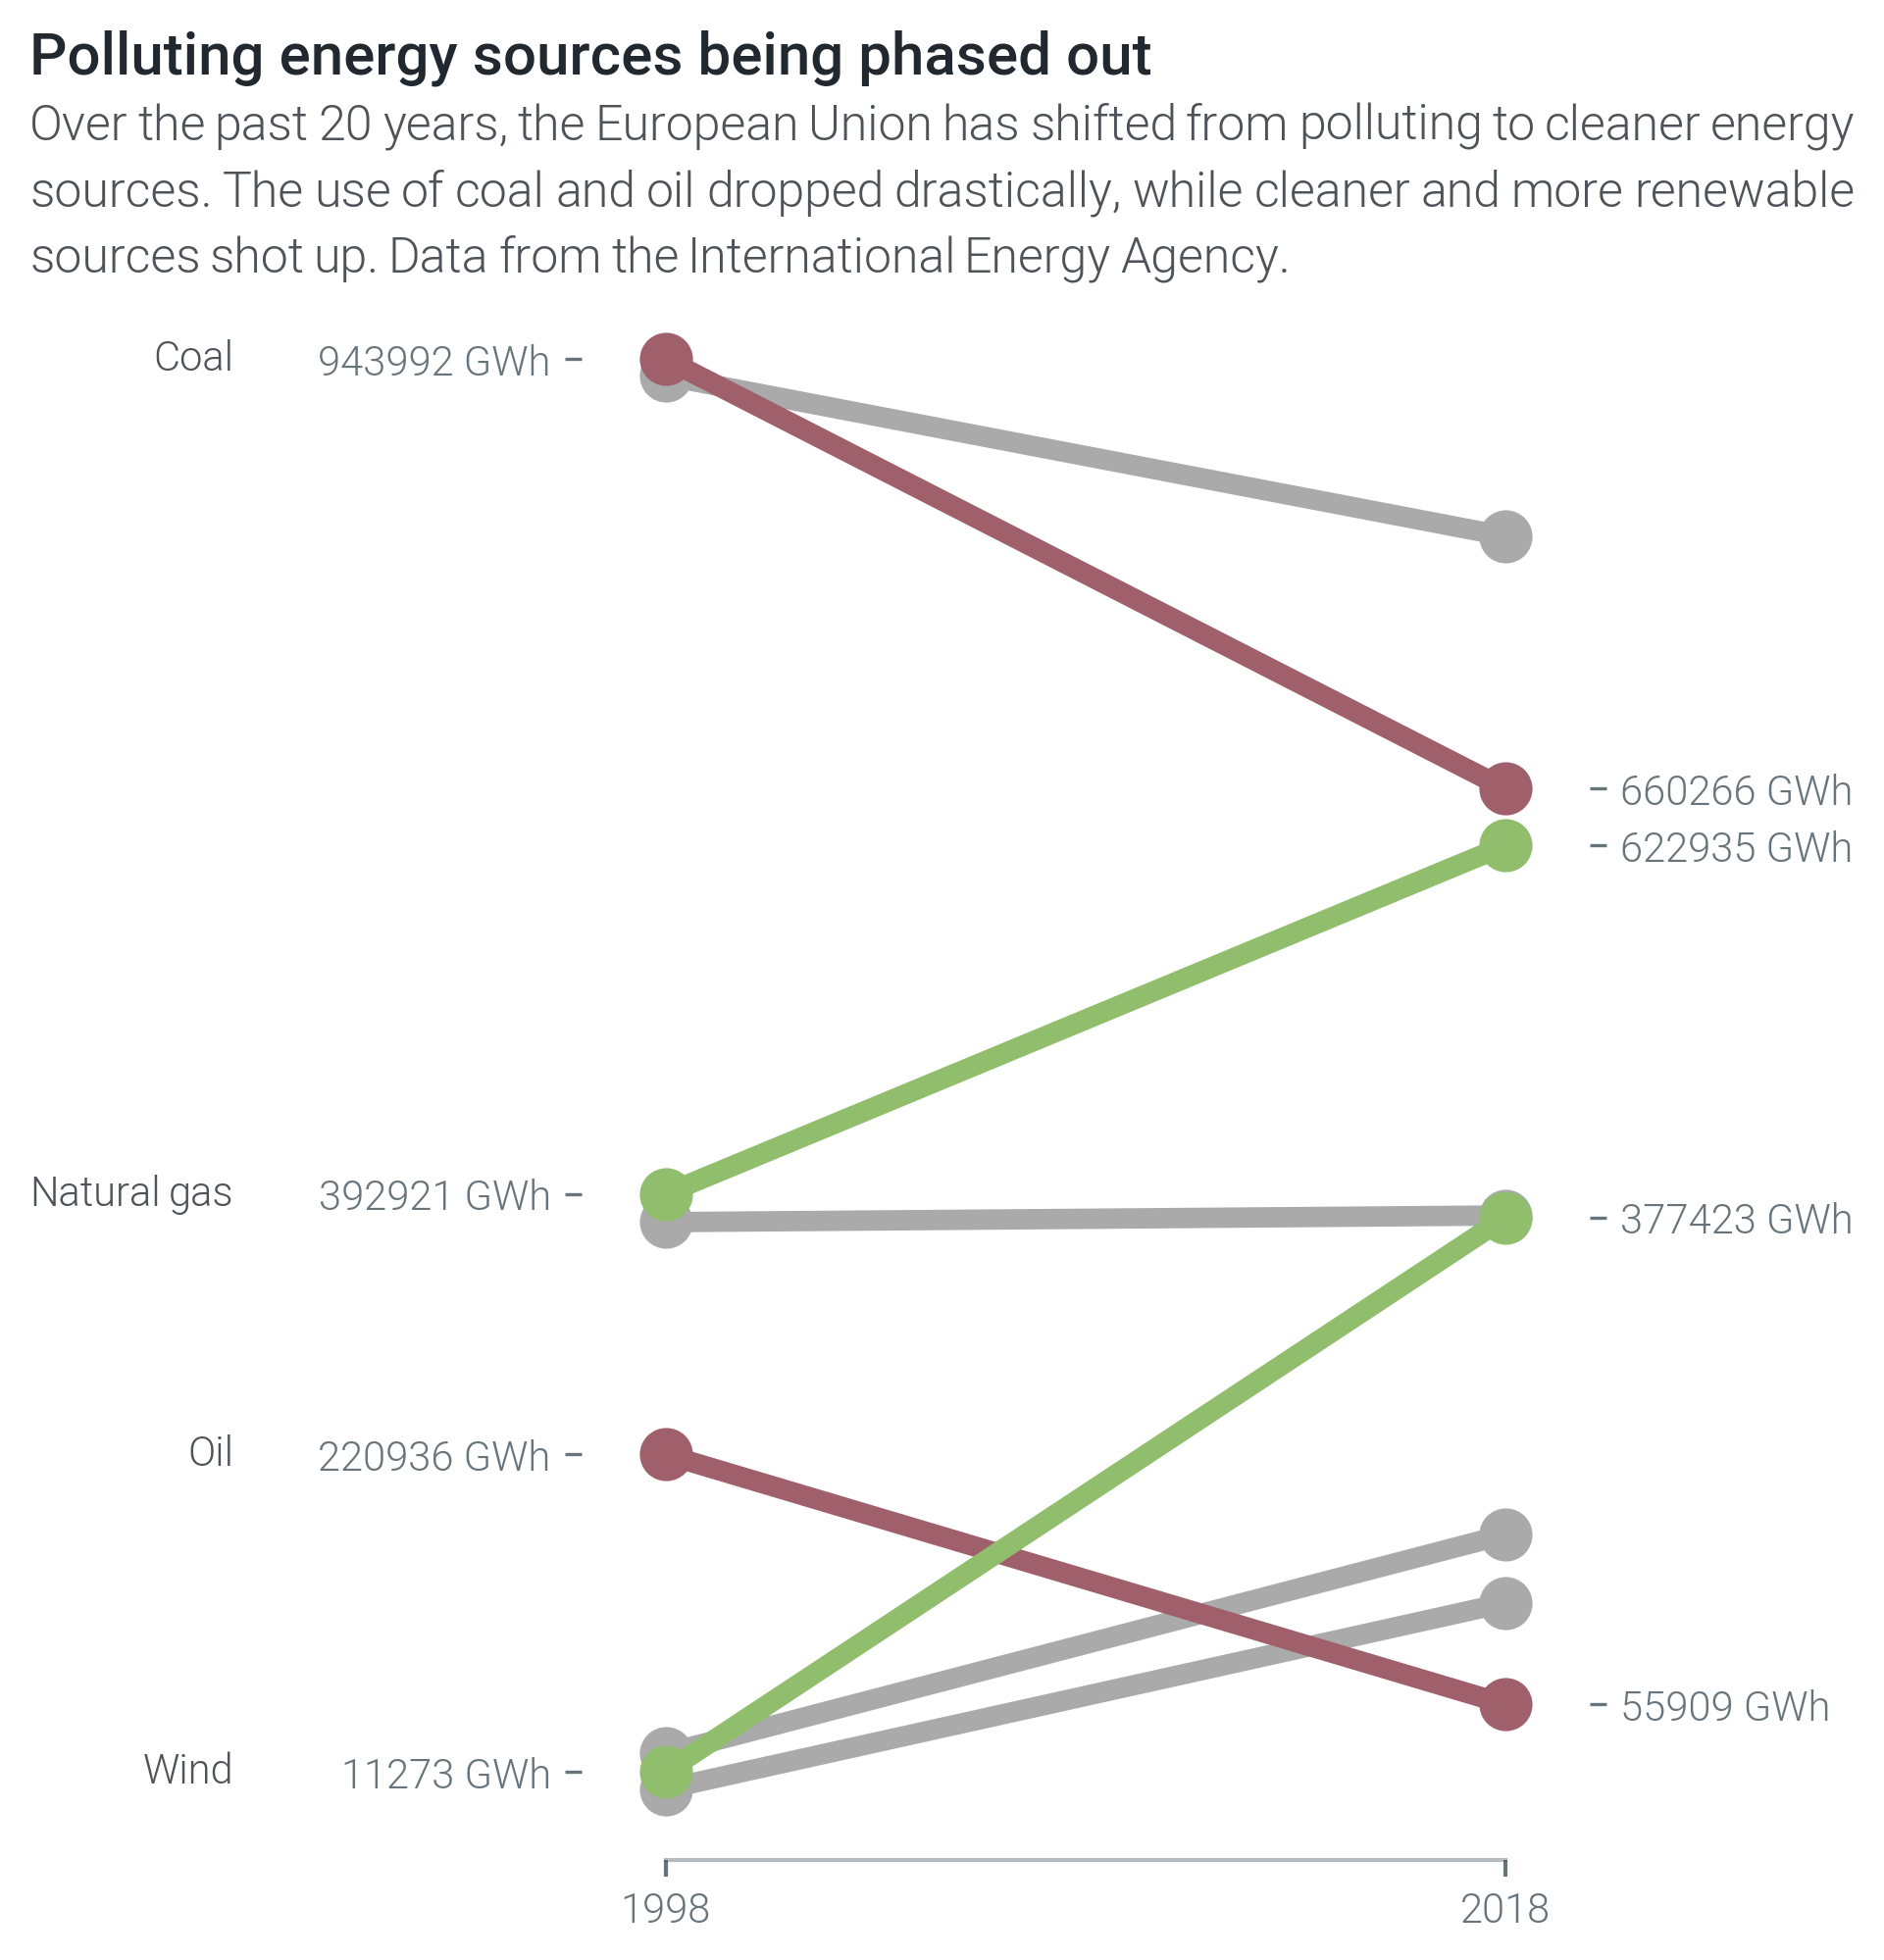 Polluting energy sources being phased out
Over the past 20 years, the European Union has shifted from polluting to cleaner energy
sources. The use of coal and oil dropped drastically, while cleaner and more renewable
sources shot up. Data from the International Energy Agency.
Coal 943992 GWh
660266 GWh
622935 GWh
Natural gas 392921 GWh
377423 GWh
Oil 220936 GWh
55909 GWh
Wind 11273 GWh
1998 2018